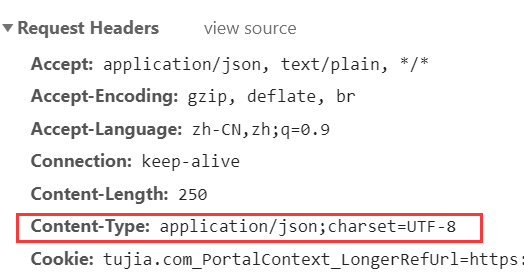 Request Headers view source
Accept: application/json, text/plain, */*
Accept-Encoding: gzip, deflate, br
Accept-Language: zh-CN,zh;q=0.9
Connection: keep-alive
Content-Length: 250
Content-Type: application/json;charset=UTF-8
Cookie: tujia.com_PortalContext_LongerRefUrl=https: